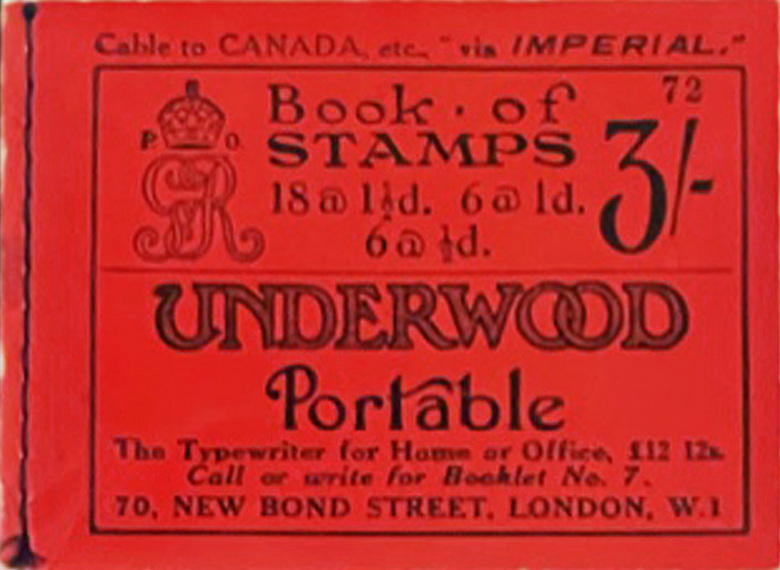 Cable to CANADA, etc., "via IMPERIAL."
72
P. O.
GR
Book · of
STAMPS
3/-
18 @ 1½d. 6 @ 1d.
6 @ ½d.
UNDERWOOD
Portable
The Typewriter for Home or Office, £12 12s.
Call or write for Booklet No. 7.
70, NEW BOND STREET, LONDON, W.1